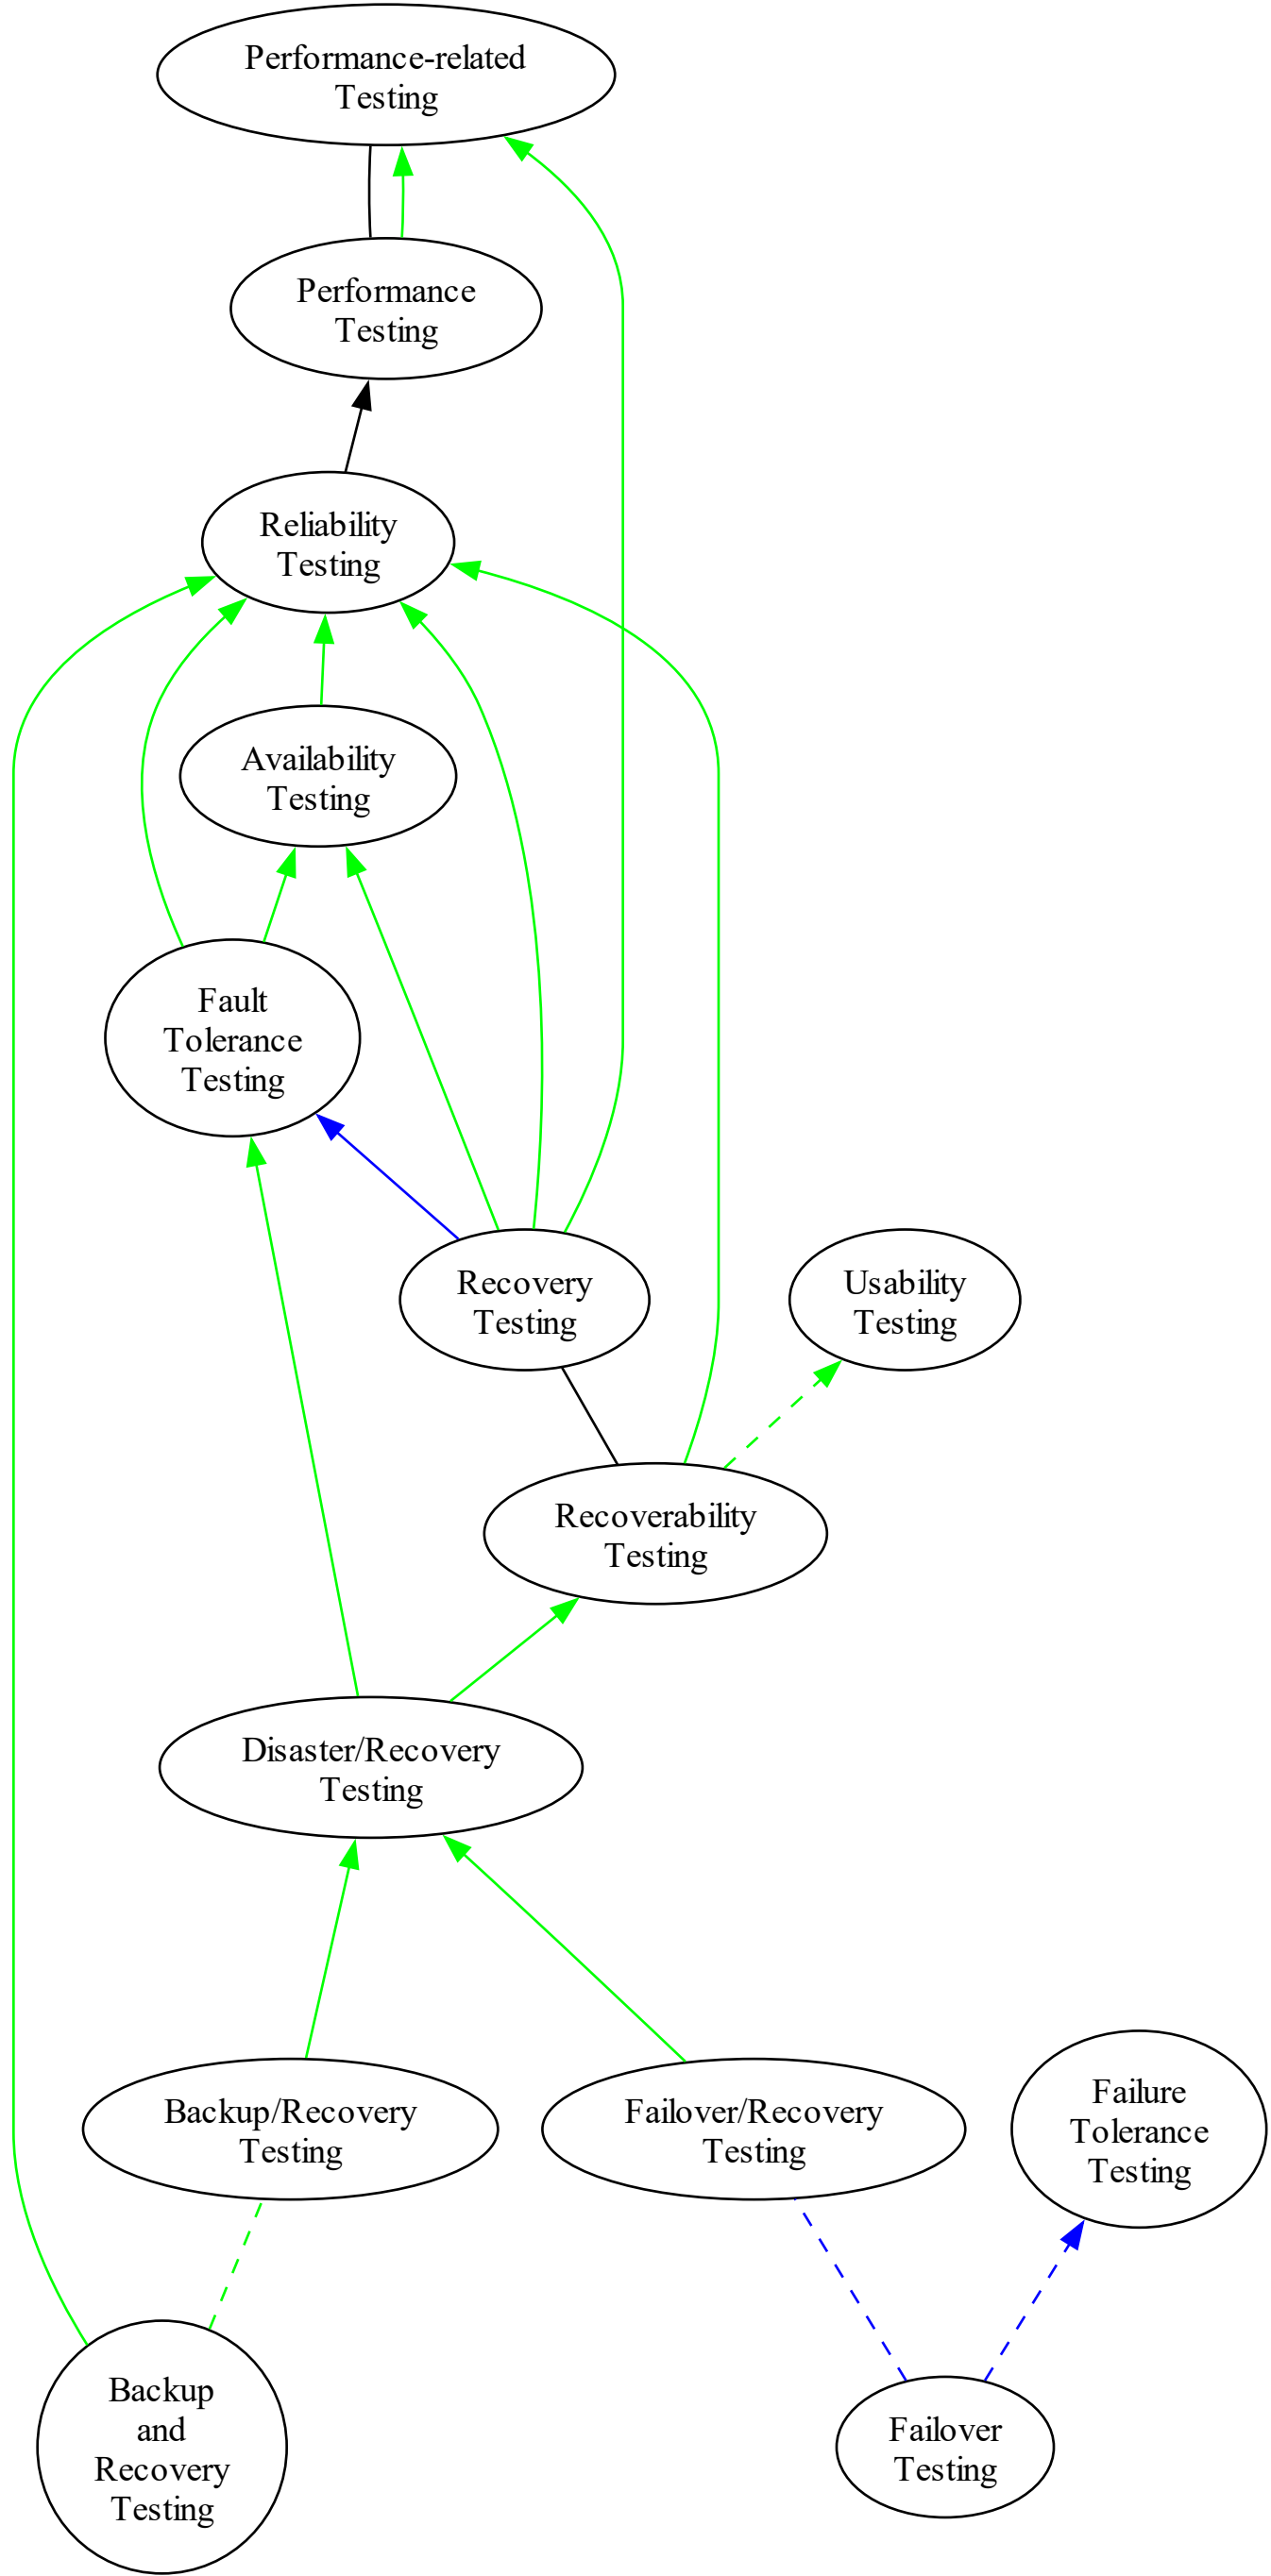 Performance-related
Testing
Performance
Testing
Reliability
Testing
Availability
Testing
Fault
Tolerance
Testing
Recovery
Testing
Usability
Testing
Recoverability
Testing
Disaster/Recovery
Testing
Backup/Recovery
Testing
Failover/Recovery
Testing
Failure
Tolerance
Testing
Backup
and
Recovery
Testing
Failover
Testing